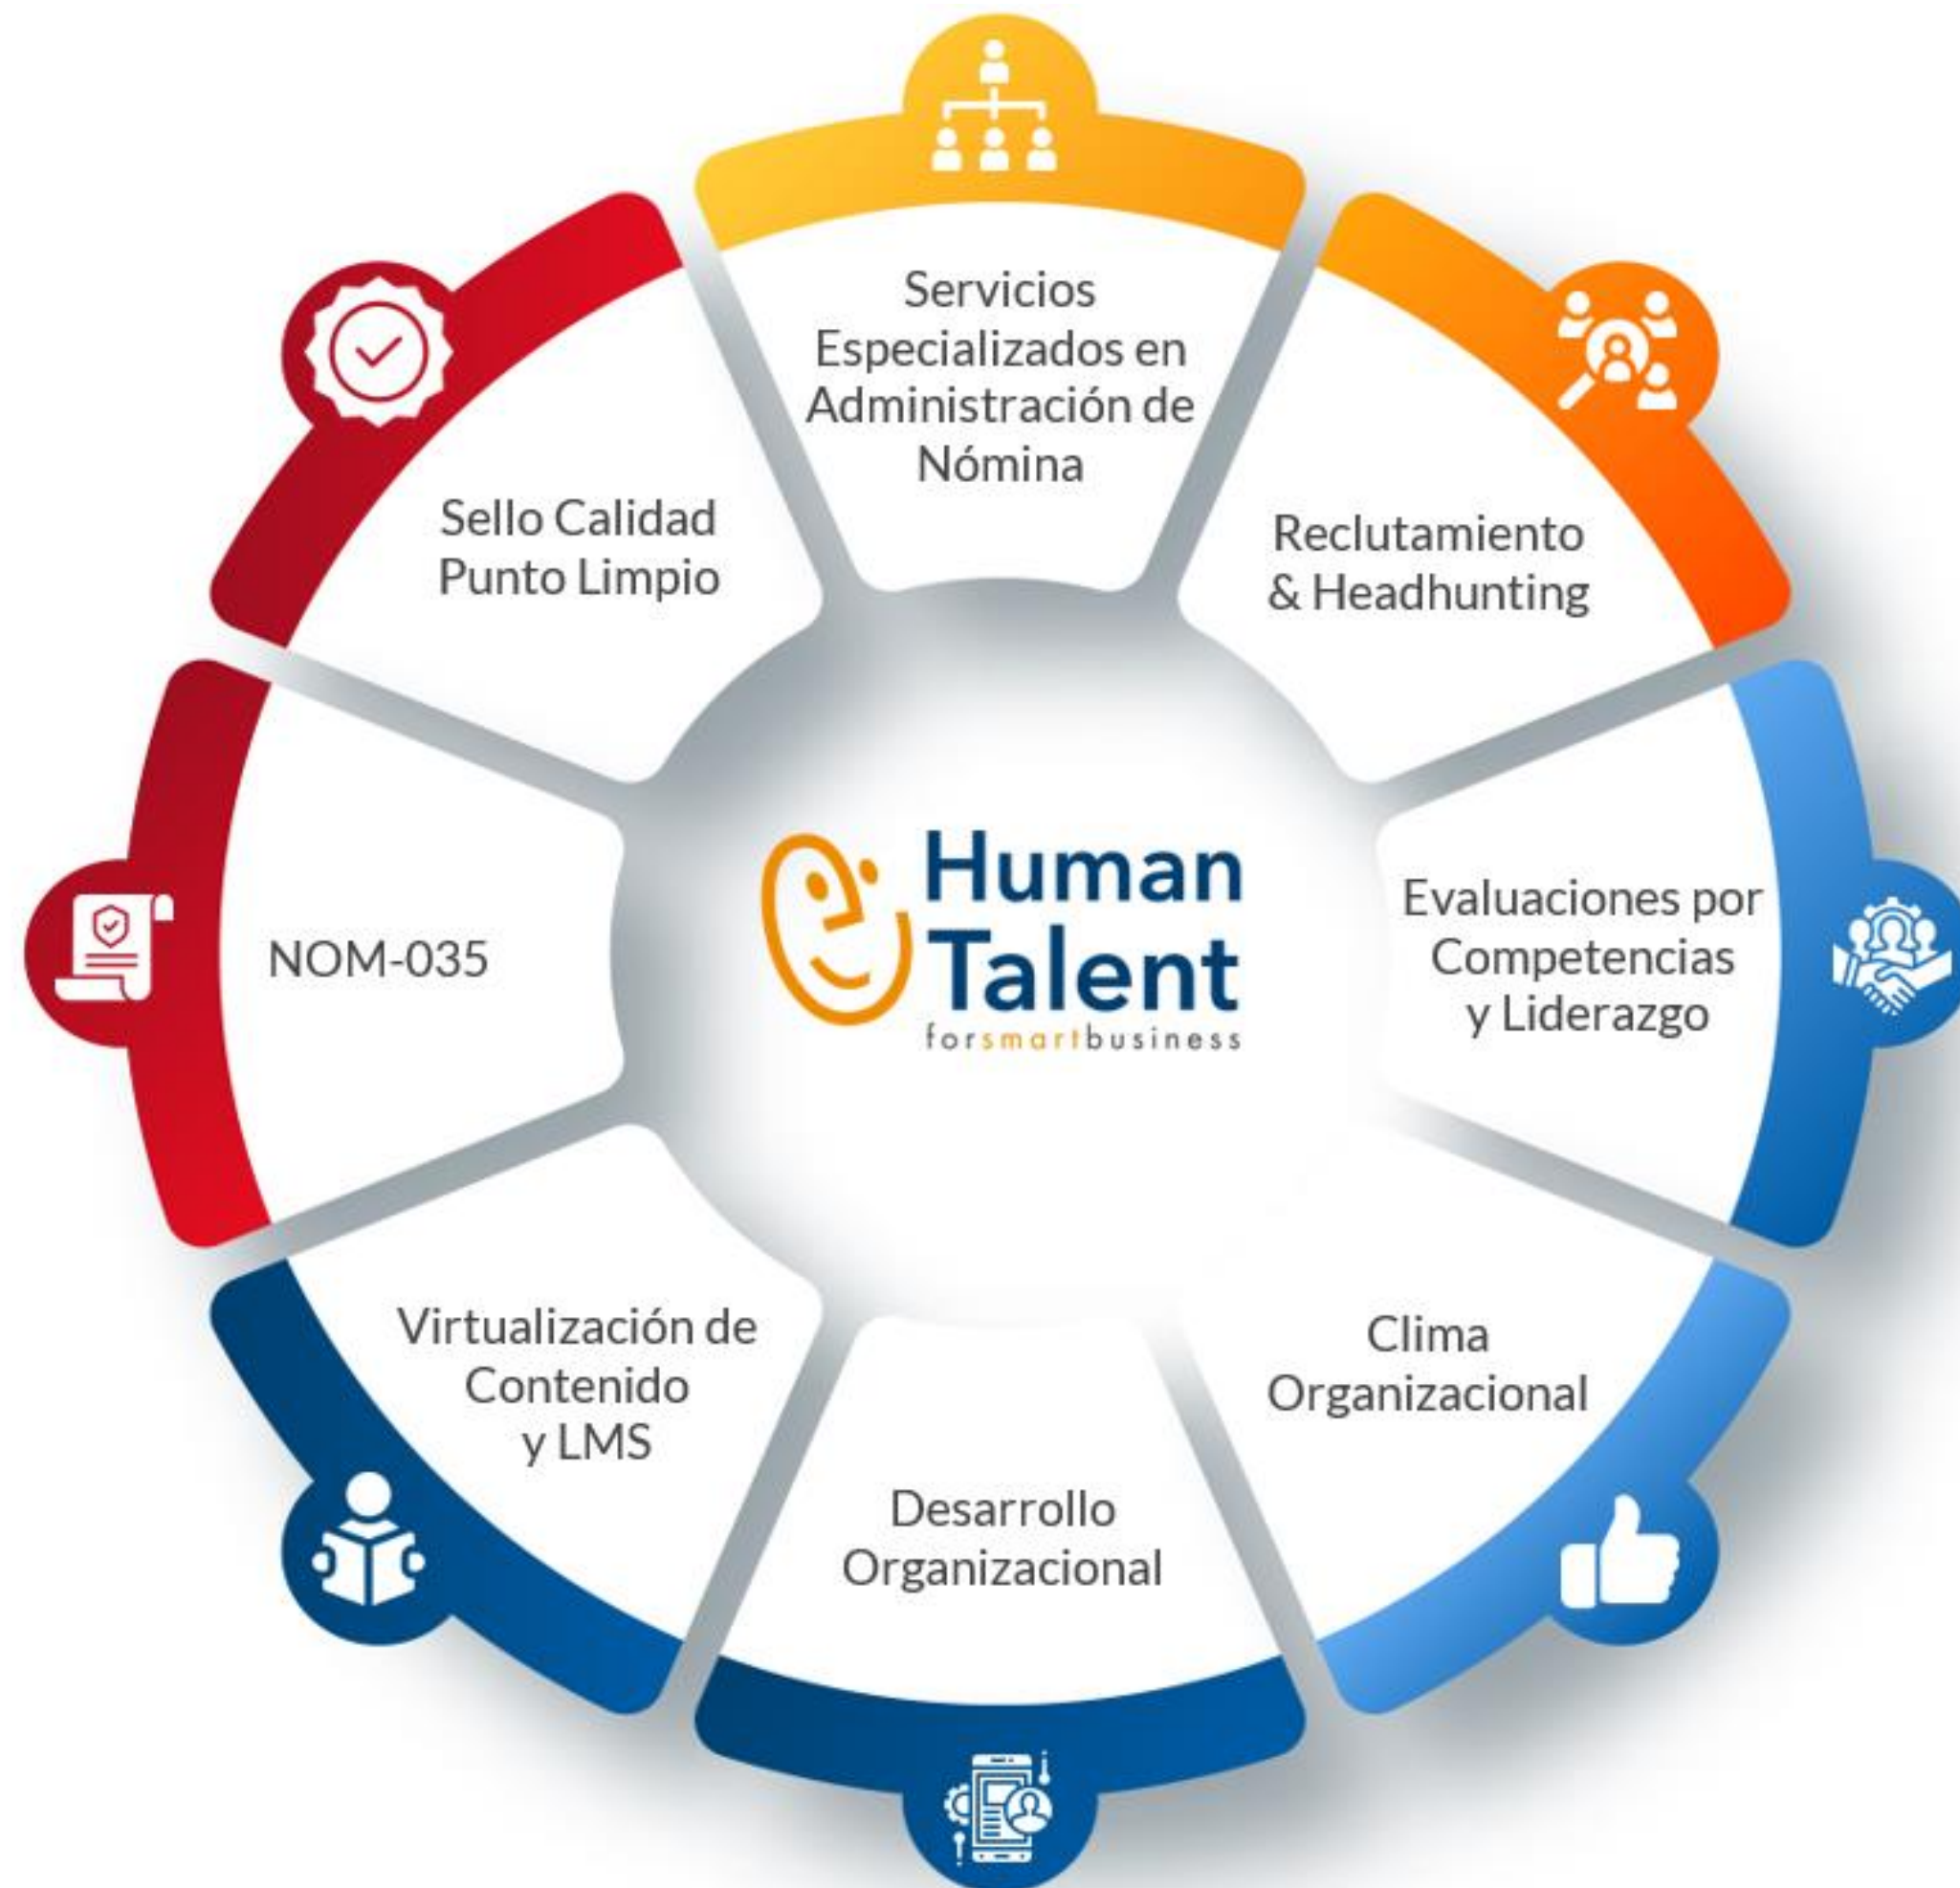 Servicios
Especializados en
Administración de
Nómina
Reclutamiento
& Headhunting
Evaluaciones por
Competencias
y Liderazgo
Clima
Organizacional
Desarrollo
Organizacional
Virtualización de
Contenido
y LMS
NOM-035
Sello Calidad
Punto Limpio
Human
Talent
forsmartbusiness